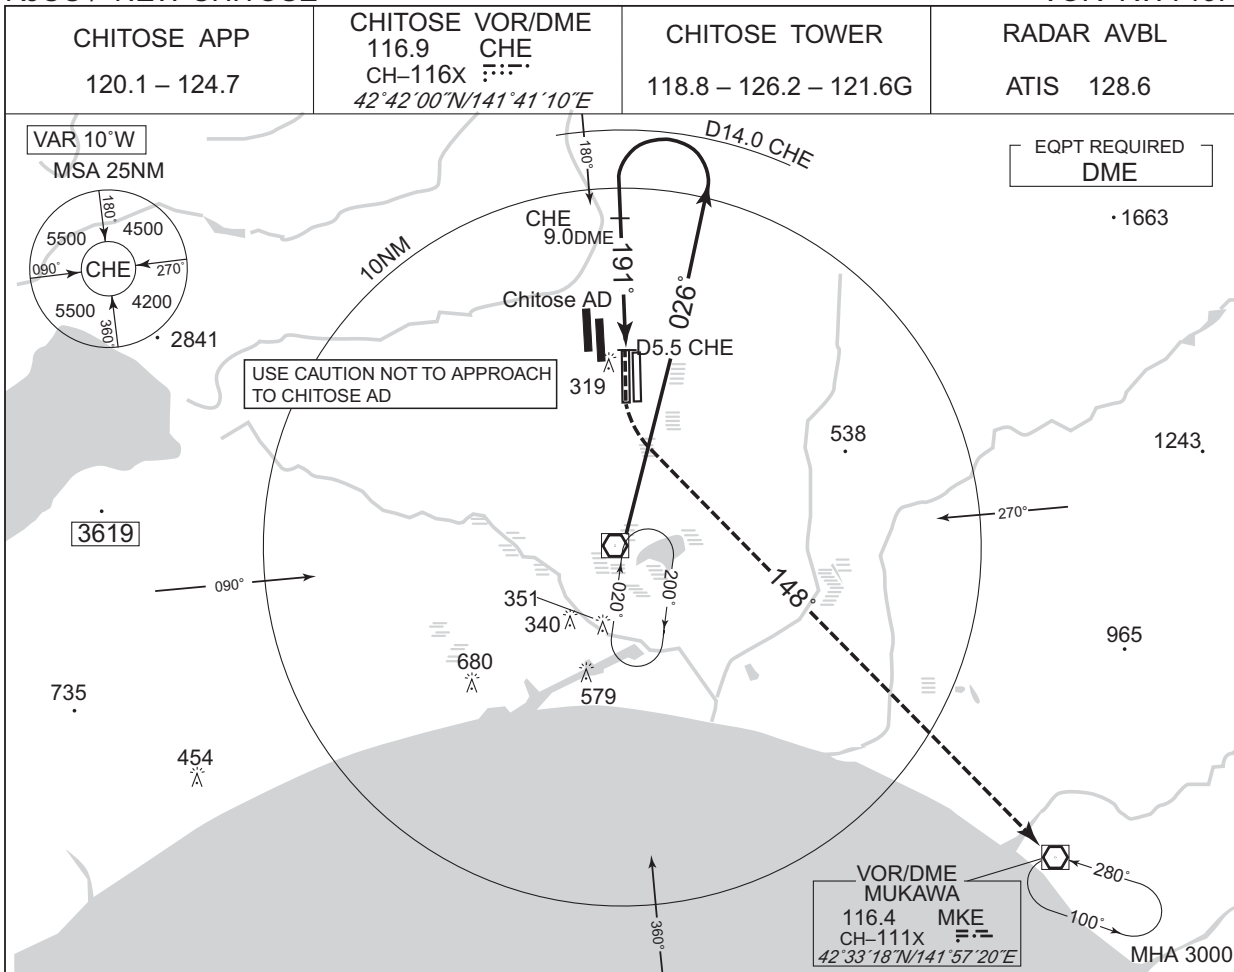 CHITOSE APP
120.1 – 124.7
CHITOSE VOR/DME
116.9 CHE
CH–116X
42°42´00˝N/141°41´10˝E
CHITOSE TOWER
118.8 – 126.2 – 121.6G
RADAR AVBL
ATIS 128.6
VAR 10°W
MSA 25NM
180°
5500
4500
090°
CHE
270°
5500
4200
360°
2841
180°
D14.0 CHE
EQPT REQUIRED
DME
1663
CHE
9.0DME
10NM
191°
026°
Chitose AD
D5.5 CHE
319
USE CAUTION NOT TO APPROACH
TO CHITOSE AD
538
1243
3619
270°
090°
020°
200°
148°
351
340
965
680
579
735
454
360°
VOR/DME
MUKAWA
116.4 MKE
CH–111X
42°33´18˝N/141°57´20˝E
280°
100°
MHA 3000